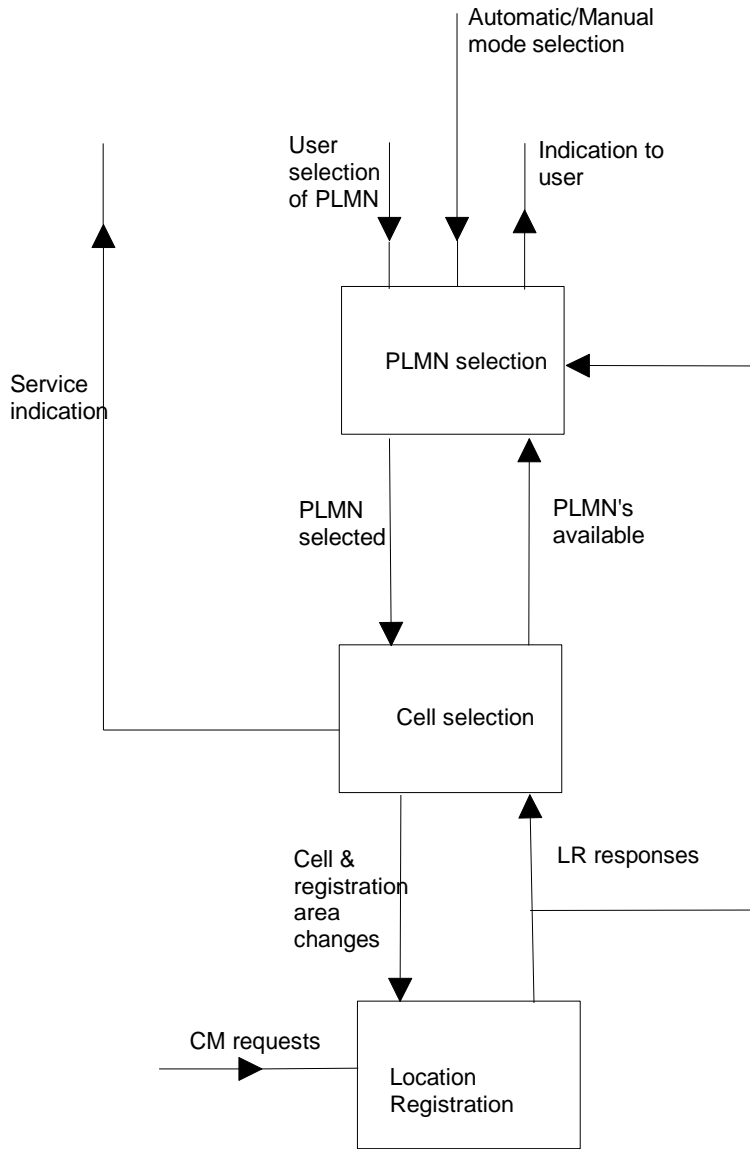 Automatic/Manual
mode selection
User
selection
of PLMN
Indication to
user
PLMN selection
Service
indication
PLMN
selected
PLMN's
available
Cell selection
Cell &
registration
area
changes
LR responses
CM requests
Location
Registration